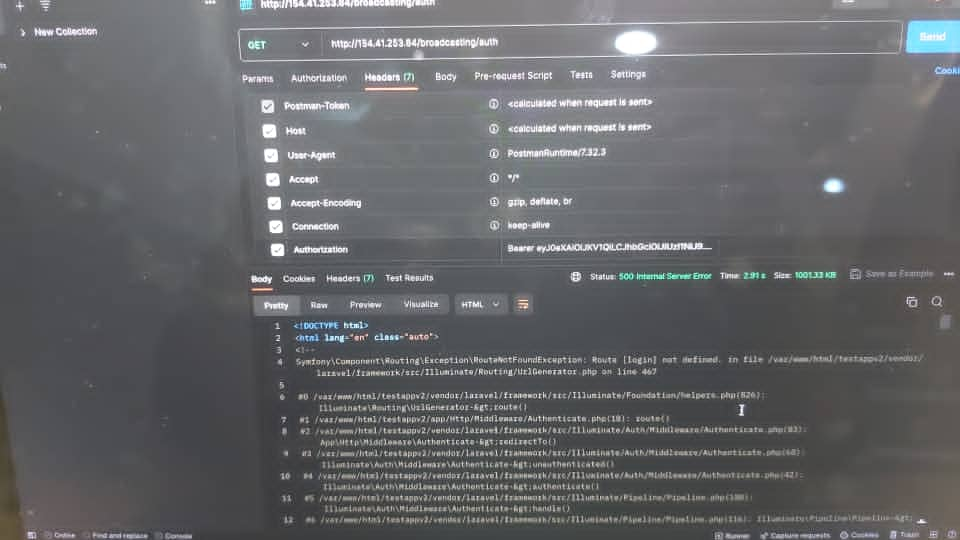 http://154.41.253.84/broadcasting/auth
New Collection
GET http://154.41.253.84/broadcasting/auth Send
Cooki
Params Authorization Headers (7) Body Pre-request Script Tests Settings
Postman-Token <calculated when request is sent>
Host <calculated when request is sent>
User-Agent PostmanRuntime/7.32.3
Accept */*
Accept-Encoding gzip, deflate, br
Connection keep-alive
Authorization Bearer
Body Cookies Headers (7) Test Results Status: 500 Internal Server Error Time: 2.91 s Size: 1001.33 KB Save as Example
Pretty Raw Preview Visualize HTML
1 <!DOCTYPE html>
2 <html lang="en" class="auto">
3 <!--
4 Symfony\Component\Routing\Exception\RouteNotFoundException: Route [login] not defined. in file /var/www/html/testappv2/vendor/
laravel/framework/src/Illuminate/Routing/UrlGenerator.php on line 467
5
6 #0 /var/www/html/testappv2/vendor/laravel/framework/src/Illuminate/Foundation/helpers.php(826):
Illuminate\Routing\UrlGenerator-&gt;route()
7 #1 /var/www/html/testappv2/app/Http/Middleware/Authenticate.php(18): route()
8 #2 /var/www/html/testappv2/vendor/laravel/framework/src/Illuminate/Auth/Middleware/Authenticate.php(83):
App\Http\Middleware\Authenticate-&gt;redirectTo()
9 #3 /var/www/html/testappv2/vendor/laravel/framework/src/Illuminate/Auth/Middleware/Authenticate.php(68):
Illuminate\Auth\Middleware\Authenticate-&gt;unauthenticated()
10 #4 /var/www/html/testappv2/vendor/laravel/framework/src/Illuminate/Auth/Middleware/Authenticate.php(42):
Illuminate\Auth\Middleware\Authenticate-&gt;authenticate()
11 #5 /var/www/html/testappv2/vendor/laravel/framework/src/Illuminate/Pipeline/Pipeline.php(180):
Illuminate\Auth\Middleware\Authenticate-&gt;handle()
12 #6 /var/www/html/testappv2/vendor/laravel/framework/src/Illuminate/Pipeline/Pipeline.php(116): Illuminate\Pipeline\Pipeline-&gt;
Online Find and replace Console Runner Capture requests Cookies Trash